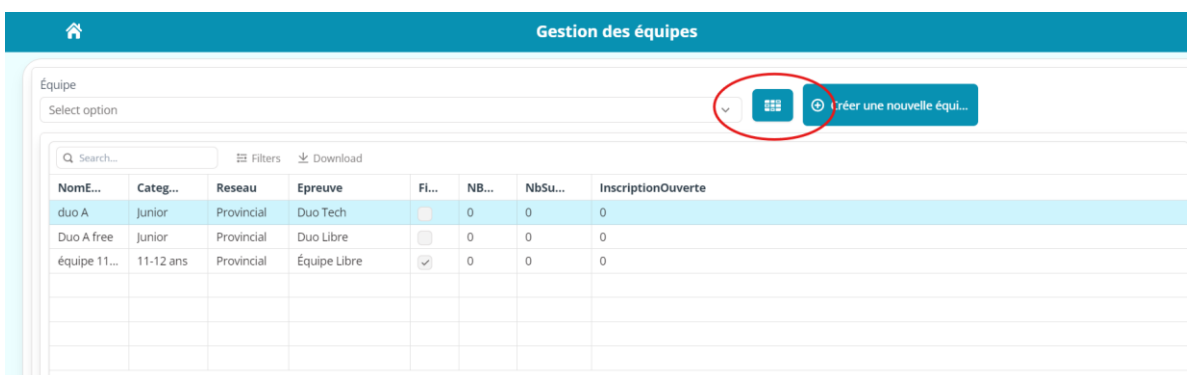 Gestion des équipes
Équipe
Select option
Créer une nouvelle équi...
Search...
Filters
Download
NomE... Categ... Reseau Epreuve Fi... NB... NbSu... InscriptionOuverte
duo A Junior Provincial Duo Tech 0 0 0
Duo A free Junior Provincial Duo Libre 0 0 0
équipe 11... 11-12 ans Provincial Équipe Libre 0 0 0